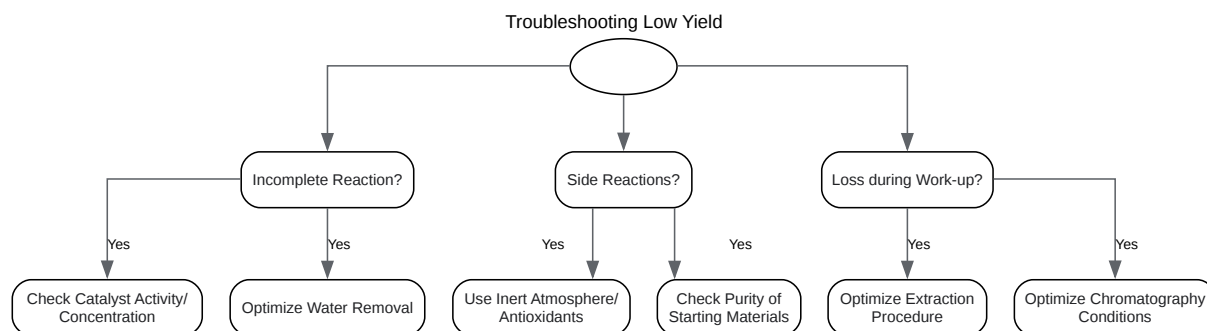 Troubleshooting Low Yield
Incomplete Reaction?
Side Reactions?
Loss during Work-up?
Yes
Yes
Yes
Yes
Yes
Yes
Check Catalyst Activity/
Concentration
Optimize Water Removal
Use Inert Atmosphere/
Antioxidants
Check Purity of
Starting Materials
Optimize Extraction
Procedure
Optimize Chromatography
Conditions